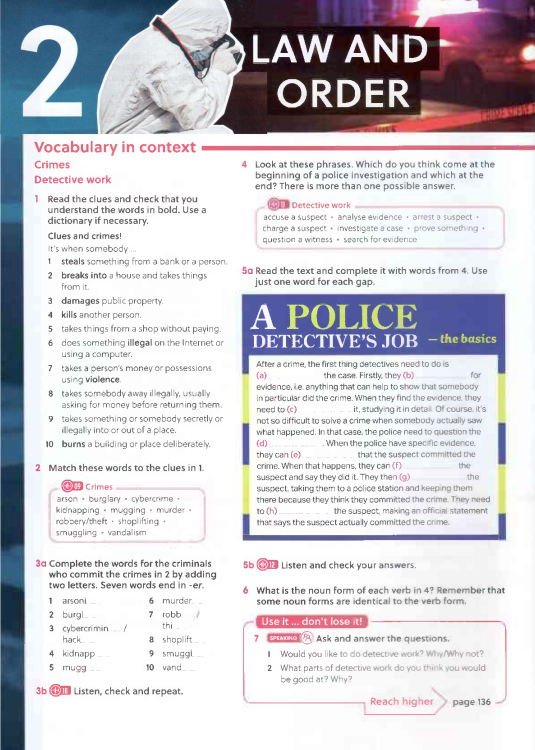 2
LAW AND
ORDER
Vocabulary in context
Crimes
Detective work
1 Read the clues and check that you
understand the words in bold. Use a
dictionary if necessary.
Clues and crimes!
It's when somebody ...
1 steals something from a bank or a person.
2 breaks into a house and takes things
from it.
3 damages public property.
4 kills another person.
5 takes things from a shop without paying.
6 does something illegal on the Internet or
using a computer.
7 takes a person's money or possessions
using violence.
8 takes somebody away illegally, usually
asking for money before returning them.
9 takes something or somebody secretly or
illegally into or out of a place.
10 burns a building or place deliberately.
2 Match these words to the clues in 1.
09 Crimes
arson • burglary • cybercrime •
kidnapping • mugging • murder •
robbery/theft • shoplifting •
smuggling • vandalism
3a Complete the words for the criminals
who commit the crimes in 2 by adding
two letters. Seven words end in -er.
1 arsoni ....
2 burgl ....
3 cybercrimin .... /
hack ....
4 kidnapp ....
5 mugg ....
6 murder ....
7 robb .... /
thi ....
8 shoplift ....
9 smuggl ....
10 vand ....
3b 10 Listen, check and repeat.
4 Look at these phrases. Which do you think come at the
beginning of a police investigation and which at the
end? There is more than one possible answer.
11 Detective work
accuse a suspect • analyse evidence • arrest a suspect •
charge a suspect • investigate a case • prove something •
question a witness • search for evidence
5a Read the text and complete it with words from 4. Use
just one word for each gap.
A POLICE
DETECTIVE'S JOB – the basics
After a crime, the first thing detectives need to do is
(a) .................... the case. Firstly, they (b) .................... for
evidence, i.e. anything that can help to show that somebody
in particular did the crime. When they find the evidence, they
need to (c) .................... it, studying it in detail. Of course, it's
not so difficult to solve a crime when somebody actually saw
what happened. In that case, the police need to question the
(d) .................... . When the police have specific evidence,
they can (e) .................... that the suspect committed the
crime. When that happens, they can (f) .................... the
suspect and say they did it. They then (g) .................... the
suspect, taking them to a police station and keeping them
there because they think they committed the crime. They need
to (h) .................... the suspect, making an official statement
that says the suspect actually committed the crime.
5b 12 Listen and check your answers.
6 What is the noun form of each verb in 4? Remember that
some noun forms are identical to the verb form.
Use it ... don't lose it!
7 SPEAKING Ask and answer the questions.
1 Would you like to do detective work? Why/Why not?
2 What parts of detective work do you think you would
be good at? Why?
Reach higher page 136